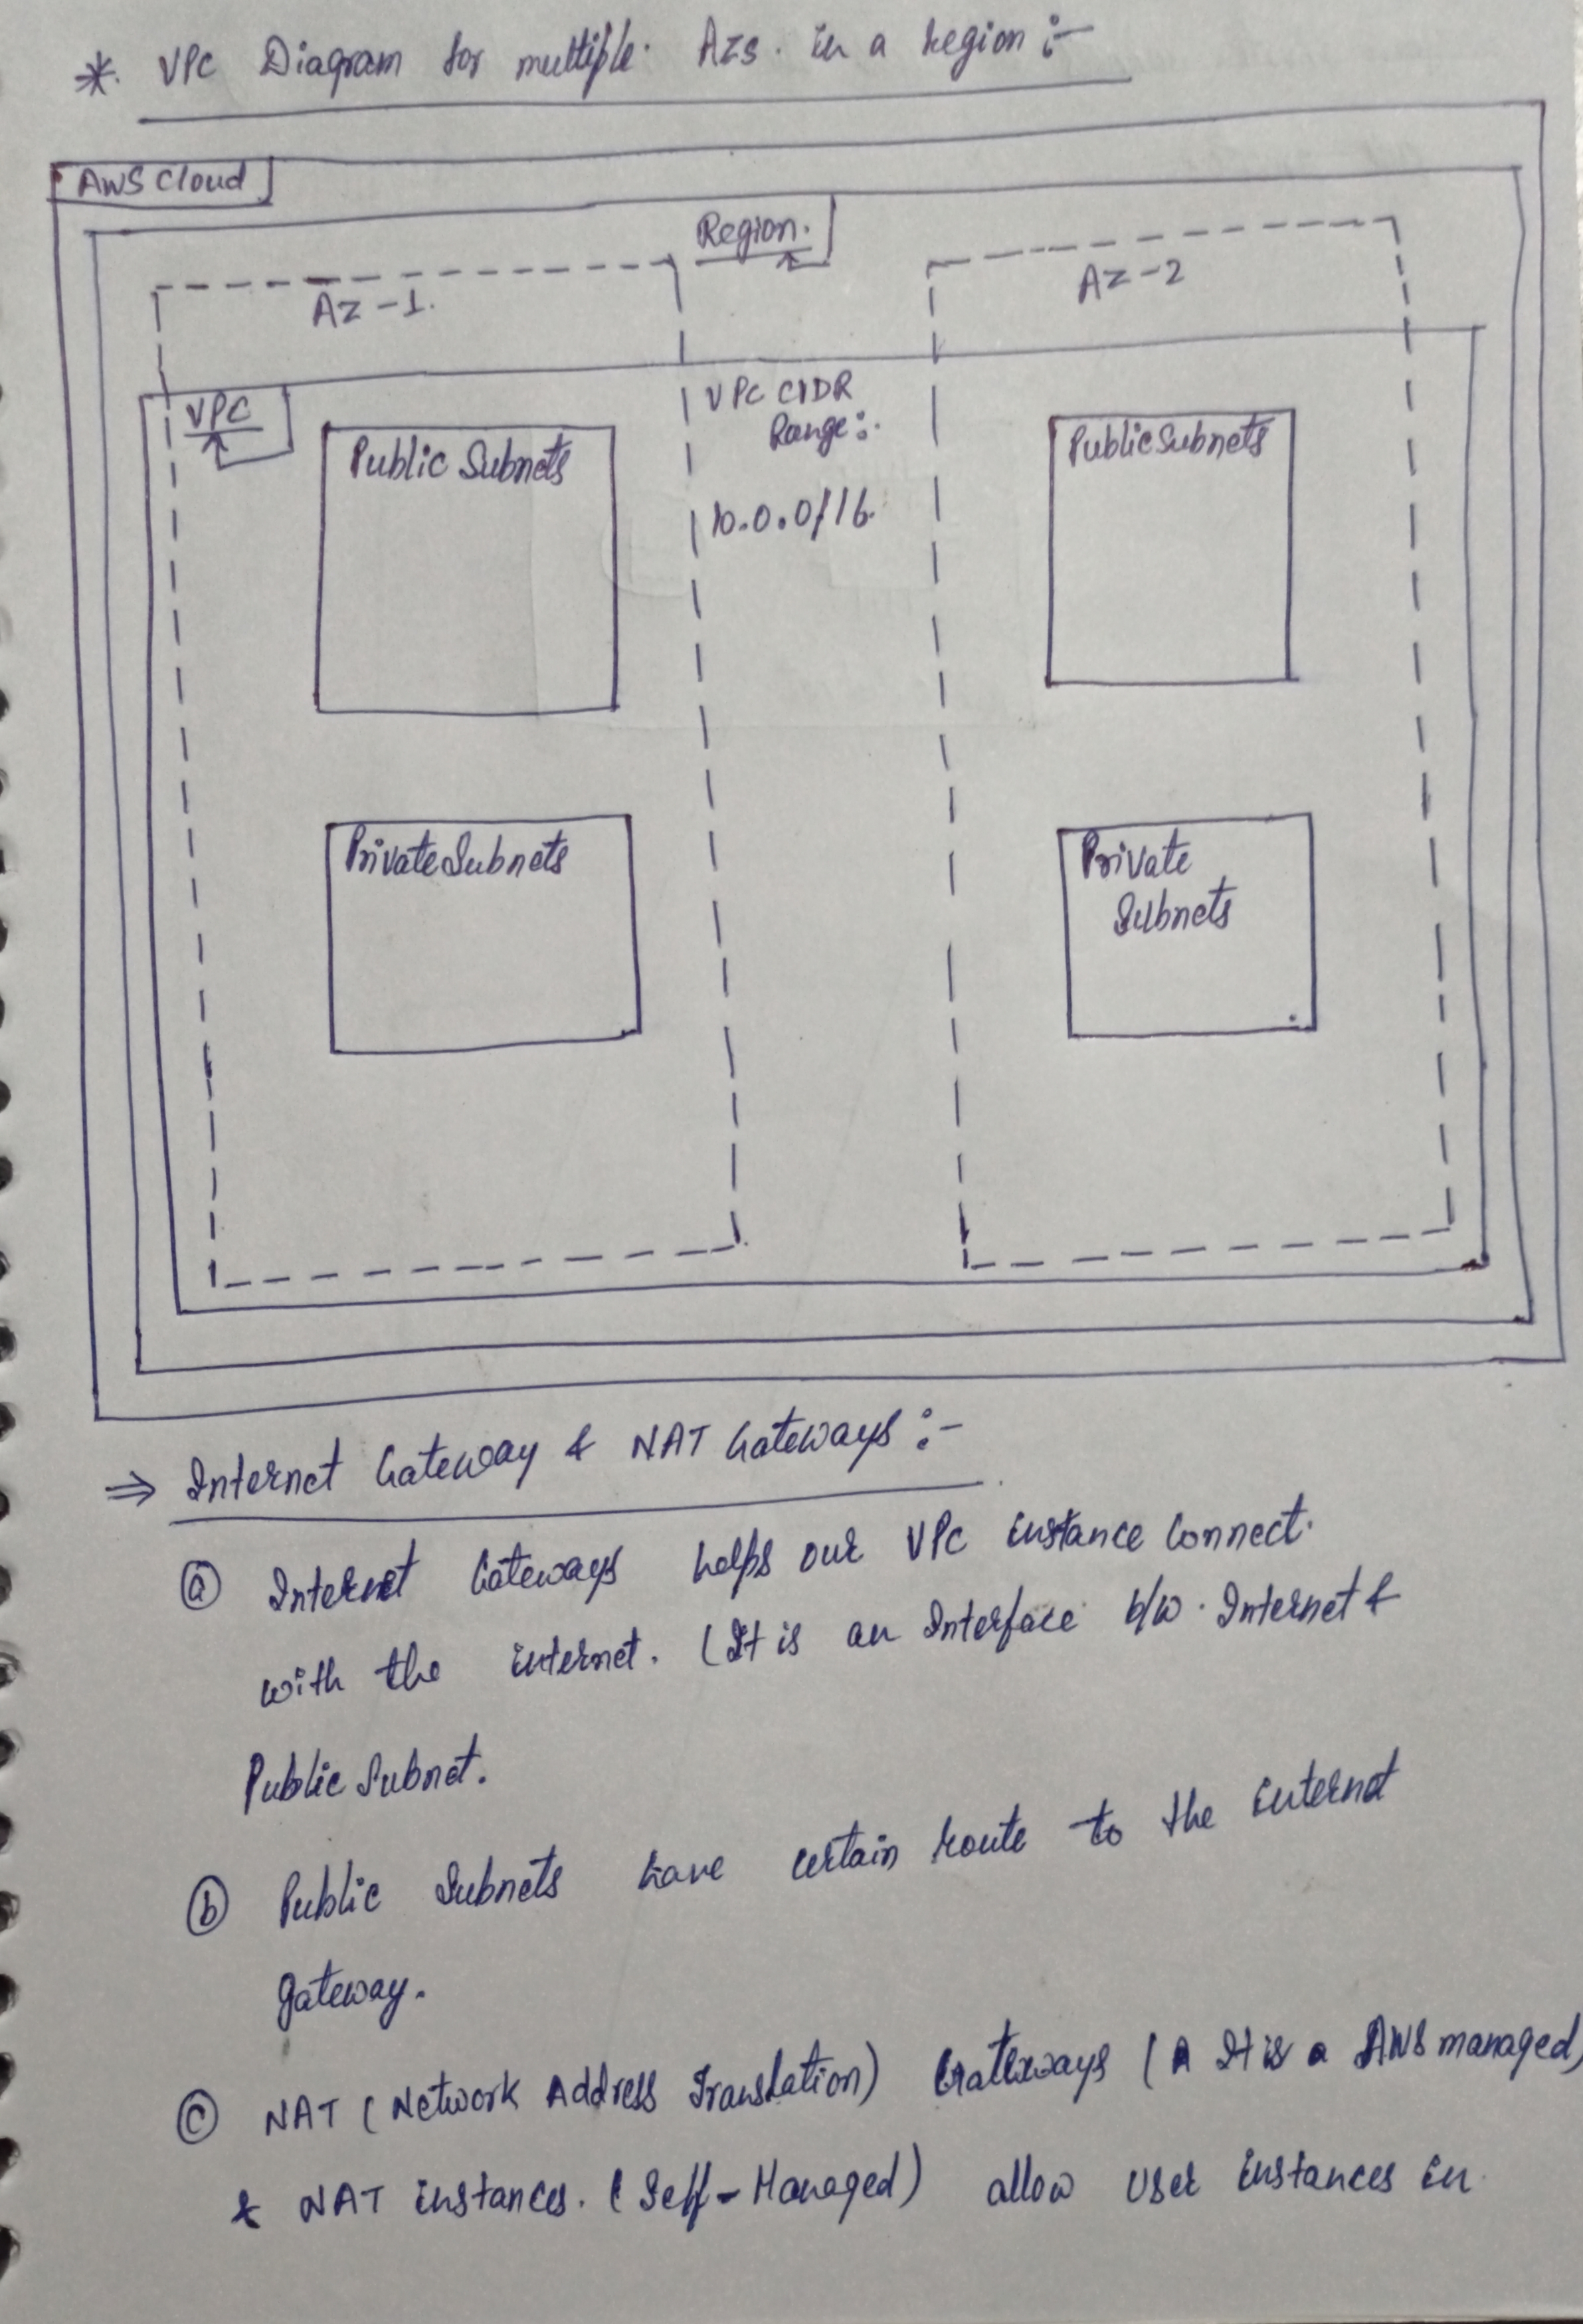 *. VPC Diagram for multiple. AZs. in a region :-
AWS Cloud
Region.
AZ-1.
AZ-2
VPC
VPC CIDR
Range :.
10.0.0/16.
Public Subnets
Public Subnets
Private Subnets
Private
Subnets
⇒ Internet Gateway & NAT Gateways :-
ⓐ Internet Gateways helps our VPC instance connect.
with the internet. (It is an Interface b/w. Internet &
Public Subnet.
ⓑ Public Subnets have certain route to the internet
gateway.
ⓒ NAT (Network Address Translation) Gateways (A It is a AWS managed)
& NAT instances. (Self-Managed) allow user instances in